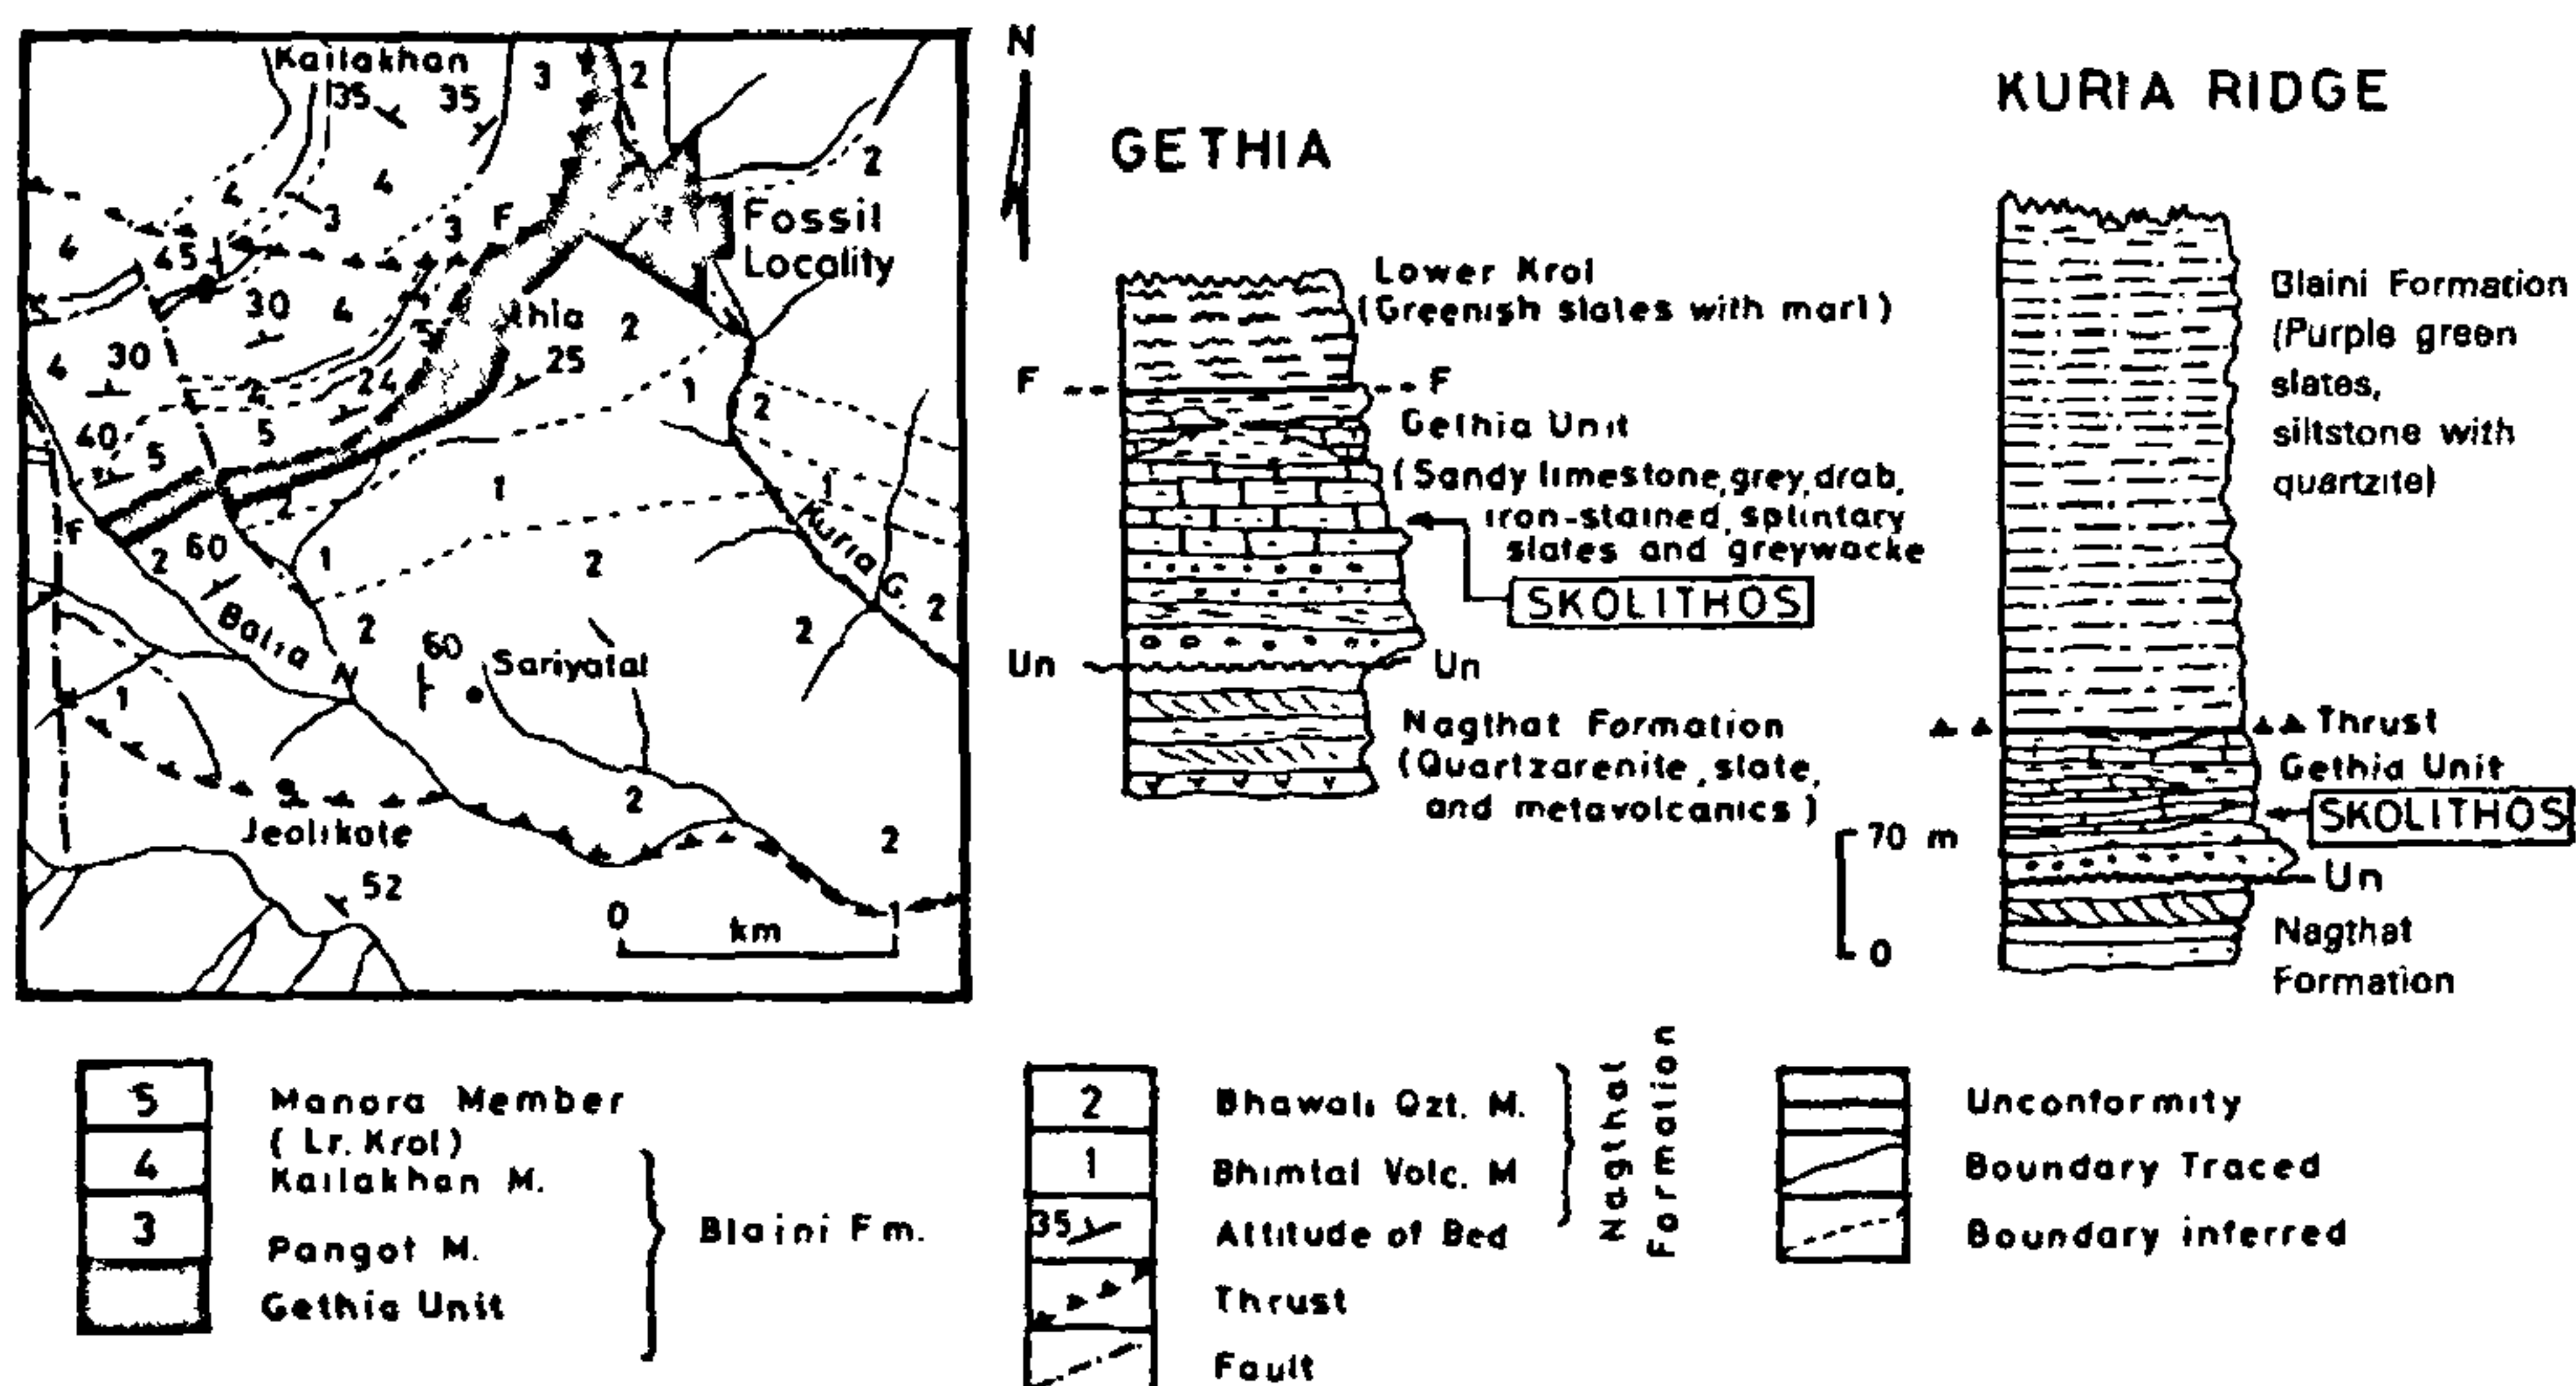 Kailakhan
35
35
3
2
4
4
3
3
F
2
4
45
Fossil
Locality
5
30
4
thia
2
4
30
25
24
1
2
40
5
5
2
1
1
F
2
60
1
2
Kuria G.
2
Balia N
2
2
60
Sariyatal
1
2
Jeolikote
2
52
0
1
km
N
GETHIA
Lower Krol
(Greenish slates with marl)
F
F
Gethia Unit
(Sandy limestone, grey, drab,
iron-stained, splintary
slates and greywacke
SKOLITHOS
Un
Un
Nagthat Formation
(Quartzarenite, slate,
and metavolcanics)
70 m
0
KURIA RIDGE
Blaini Formation
(Purple green
slates,
siltstone with
quartzite)
Thrust
Gethia Unit
SKOLITHOS
Un
Nagthat
Formation
5
Manora Member
(Lr. Krol)
4
Kailakhan M.
3
Pangot M.
Gethia Unit
Blaini Fm.
2
Bhawali Qzt. M.
1
Bhimtal Volc. M
Nagthat
Formation
35
Attitude of Bed
Thrust
Fault
Unconformity
Boundary Traced
Boundary inferred